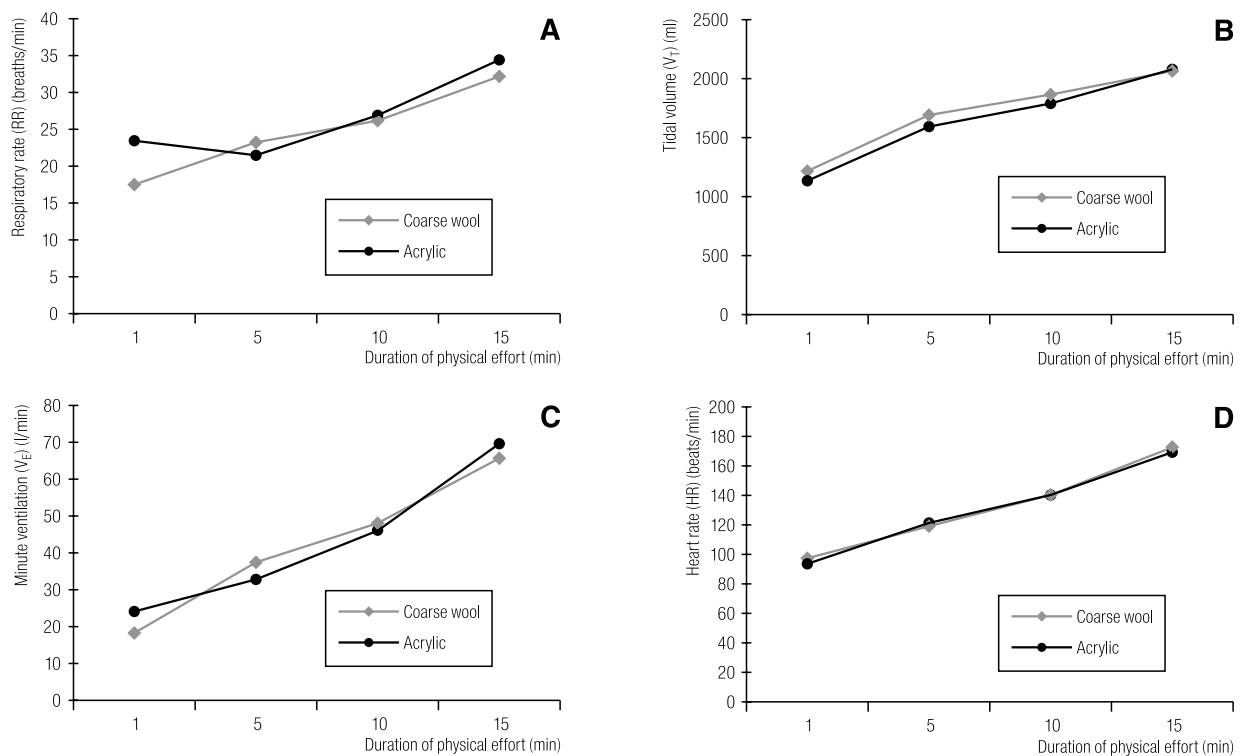 A
Respiratory rate (RR) (breaths/min)
40
35
30
25
20
15
10
5
0
Coarse wool
Acrylic
1 5 10 15
Duration of physical effort (min)
B
Tidal volume (V_T) (ml)
2500
2000
1500
1000
500
0
Coarse wool
Acrylic
1 5 10 15
Duration of physical effort (min)
C
Minute ventilation (V_E) (l/min)
80
70
60
50
40
30
20
10
0
Coarse wool
Acrylic
1 5 10 15
Duration of physical effort (min)
D
Heart rate (HR) (beats/min)
200
180
160
140
120
100
80
60
40
20
0
Coarse wool
Acrylic
1 5 10 15
Duration of physical effort (min)